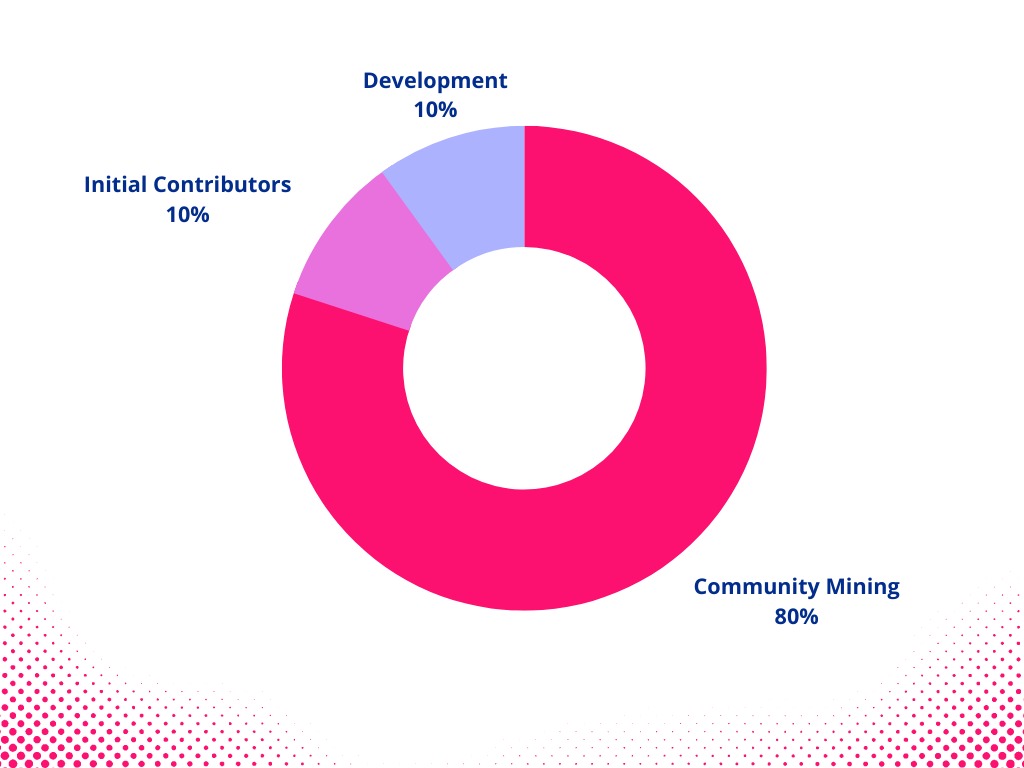 Development
10%
Initial Contributors
10%
Community Mining
80%